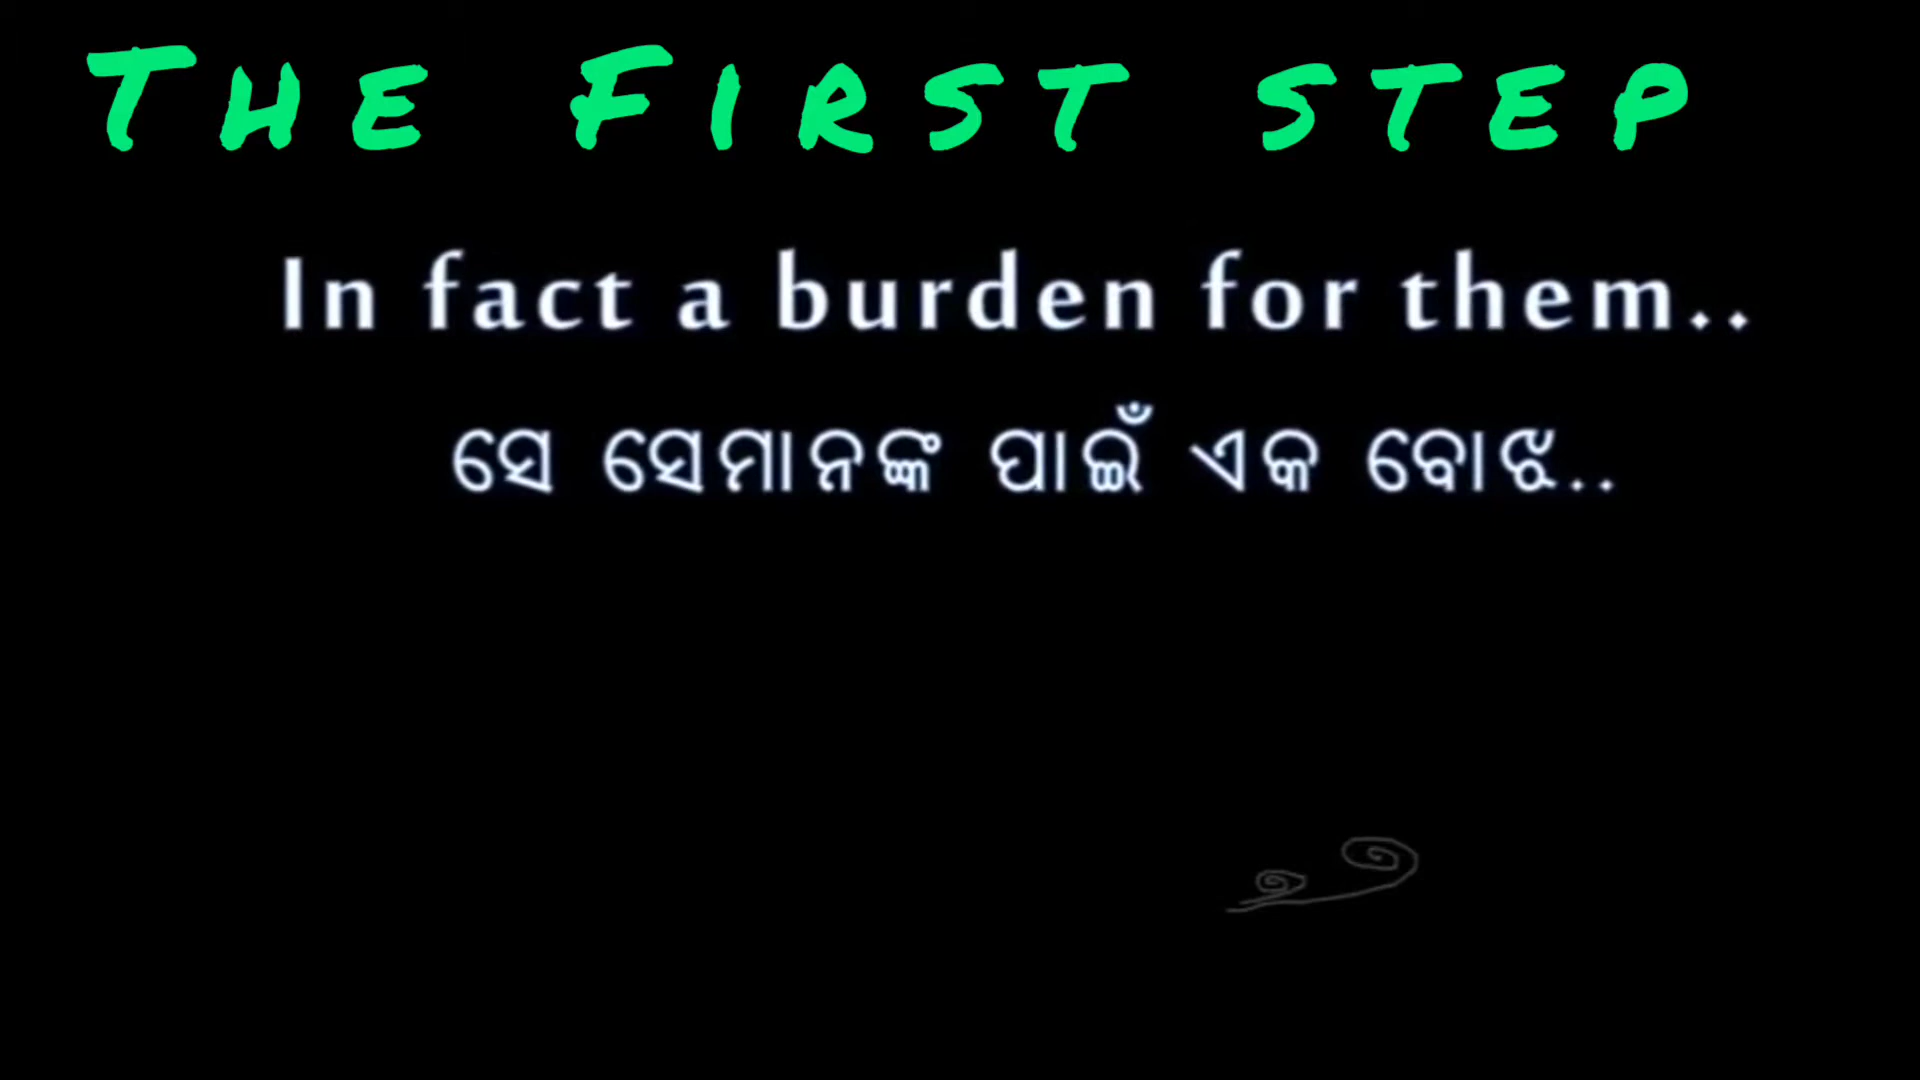 The First step
In fact a burden for them..
ସେ ସେମାନଙ୍କ ପାଇଁ ଏକ ବୋଝ..